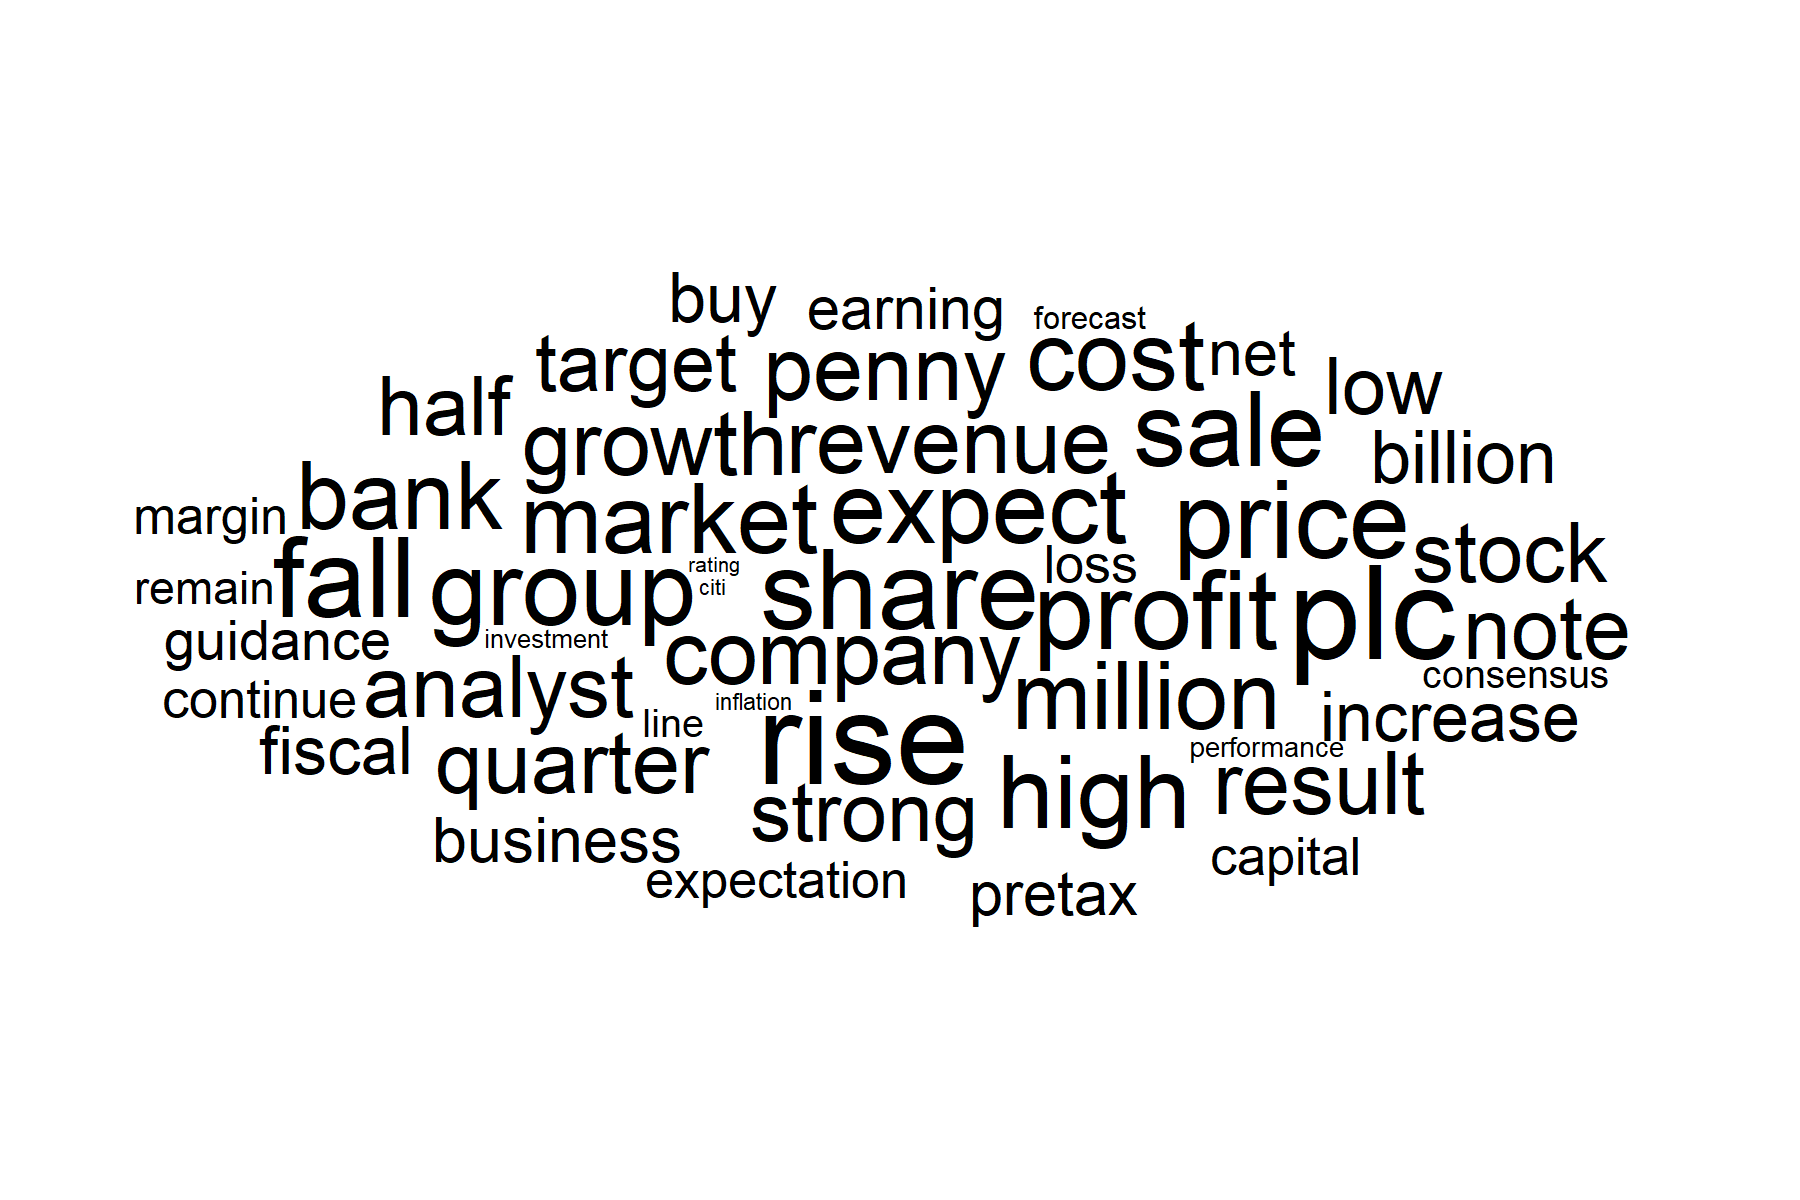 buy earning forecast
target penny cost net low
half growth revenue sale billion
bank market expect price stock
margin
fall group rating share loss profit plc note
remain citi
guidance investment company consensus
continue analyst line inflation rise million increase
fiscal quarter strong high performance result
business expectation pretax capital